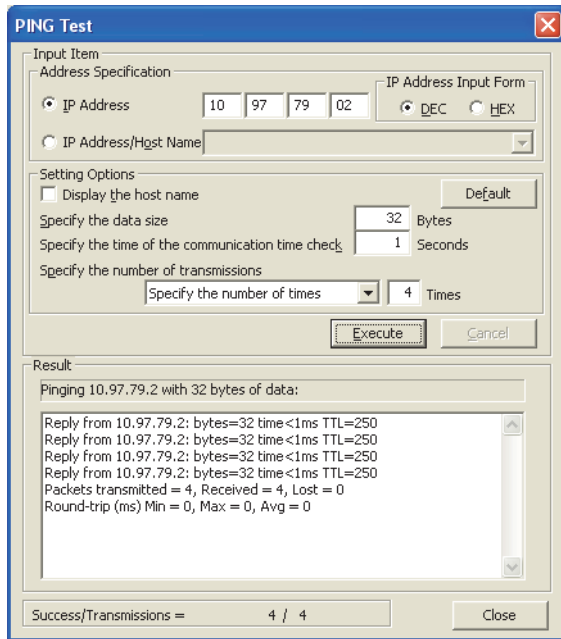 PING Test
Input Item
Address Specification
IP Address Input Form
IP Address 10 97 79 02 DEC HEX
IP Address/Host Name
Setting Options
Display the host name Default
Specify the data size 32 Bytes
Specify the time of the communication time check 1 Seconds
Specify the number of transmissions
Specify the number of times 4 Times
Execute Cancel
Result
Pinging 10.97.79.2 with 32 bytes of data:
Reply from 10.97.79.2: bytes=32 time<1ms TTL=250
Reply from 10.97.79.2: bytes=32 time<1ms TTL=250
Reply from 10.97.79.2: bytes=32 time<1ms TTL=250
Reply from 10.97.79.2: bytes=32 time<1ms TTL=250
Packets transmitted = 4, Received = 4, Lost = 0
Round-trip (ms) Min = 0, Max = 0, Avg = 0
Success/Transmissions = 4 / 4 Close